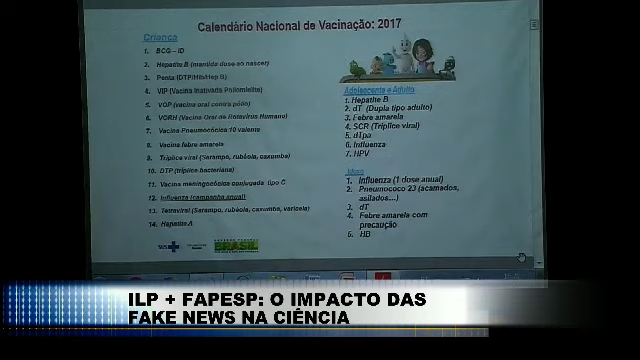 Calendário Nacional de Vacinação: 2017
Criança
1. BCG – ID
2. Hepatite B (mantida dose ao nascer)
3. Penta (DTP/Hib/Hep B)
4. VIP (Vacina Inativada Poliomielite)
5. VOP (vacina oral contra pólio)
6. VORH (Vacina Oral de Rotavírus Humano)
7. Vacina Pneumocócica 10 valente
8. Vacina febre amarela
9. Tríplice viral (Sarampo, rubéola, caxumba)
10. DTP (tríplice bacteriana)
11. Vacina meningocócica conjugada tipo C
12. Influenza (campanha anual)
13. Tetraviral (Sarampo, rubéola, caxumba, varicela)
14. Hepatite A
SUS
BRASIL
Adolescente e Adulto
1. Hepatite B
2. dT (Dupla tipo adulto)
3. Febre amarela
4. SCR (Tríplice viral)
5. dTpa
6. Influenza
7. HPV
Idoso
1. Influenza (1 dose anual)
2. Pneumococo 23 (acamados,
asilados...)
3. dT
4. Febre amarela com
precaução
5. HB
ILP + FAPESP: O IMPACTO DAS
FAKE NEWS NA CIÊNCIA